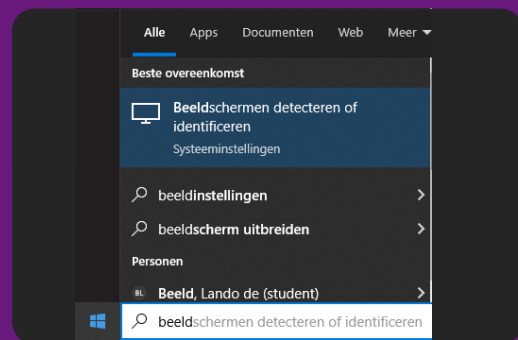 Alle Apps Documenten Web Meer
Beste overeenkomst
Beeldschermen detecteren of
identificeren
Systeeminstellingen
beeldinstellingen
beeldscherm uitbreiden
Personen
BL Beeld, Lando de (student)
beeldschermen detecteren of identificeren